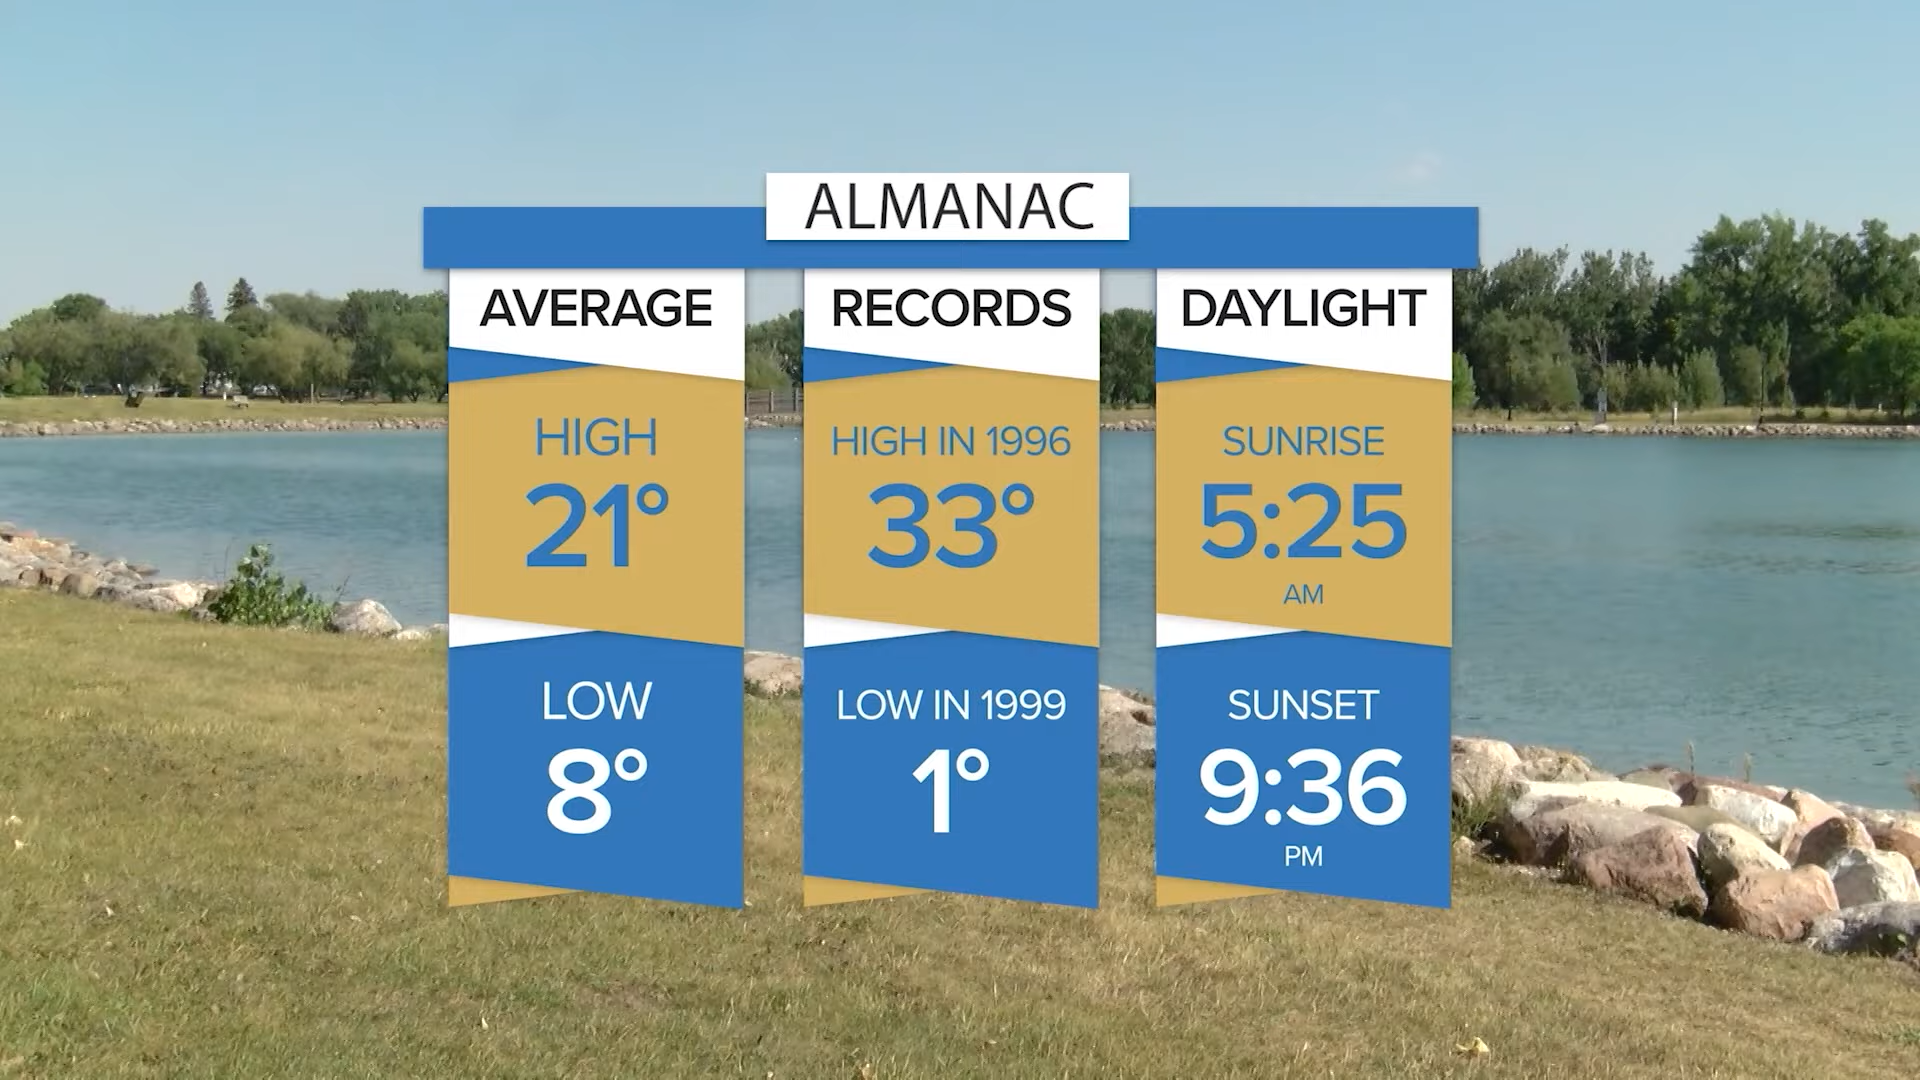 ALMANAC
AVERAGE
HIGH
21°
LOW
8°
RECORDS
HIGH IN 1996
33°
LOW IN 1999
1°
DAYLIGHT
SUNRISE
5:25
AM
SUNSET
9:36
PM